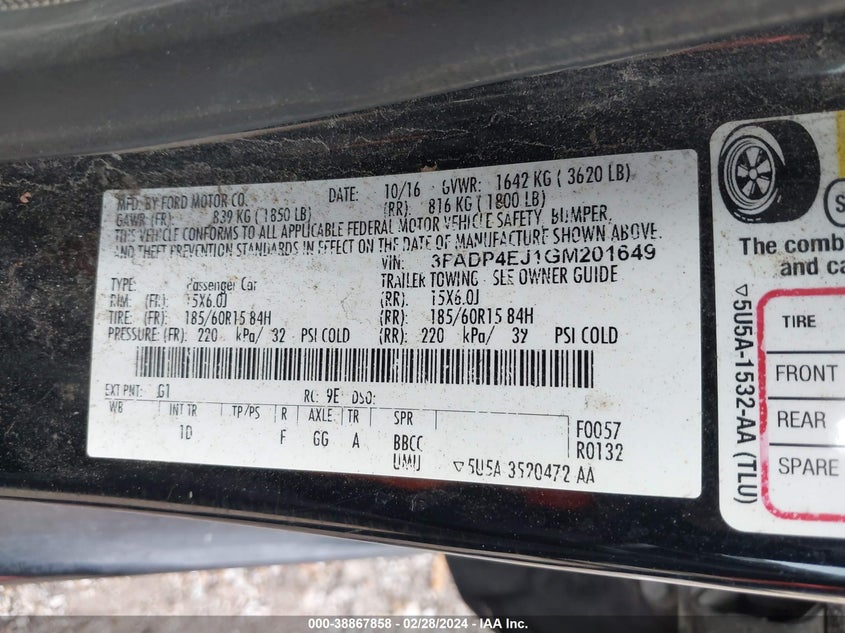 MFD. BY FORD MOTOR CO.
DATE: 10/16 GVWR: 1642 KG ( 3620 LB)
GAWR (FR): 839 KG ( 1850 LB) (RR): 816 KG ( 1800 LB)
THIS VEHICLE CONFORMS TO ALL APPLICABLE FEDERAL MOTOR VEHICLE SAFETY, BUMPER,
AND THEFT PREVENTION STANDARDS IN EFFECT ON THE DATE OF MANUFACTURE SHOWN ABOVE.
VIN: 3FADP4EJ1GM201649
TYPE: Passenger Car TRAILER TOWING - SEE OWNER GUIDE
RIM: (FR): 15X6.0J (RR): 15X6.0J
TIRE: (FR): 185/60R15 84H (RR): 185/60R15 84H
PRESSURE: (FR): 220 kPa/ 32 PSI COLD (RR): 220 kPa/ 32 PSI COLD
EXT PNT: G1 RC: 9E DSO:
WB INT TR TP/PS R AXLE TR SPR F0057
1D F GG A BBCC R0132
UMU ▽5U5A 3520472 AA
The comb
and ca
TIRE
FRONT
REAR
SPARE
▽5U5A-1532-AA (TLU)
000-38867858 - 02/28/2024 - IAA Inc.